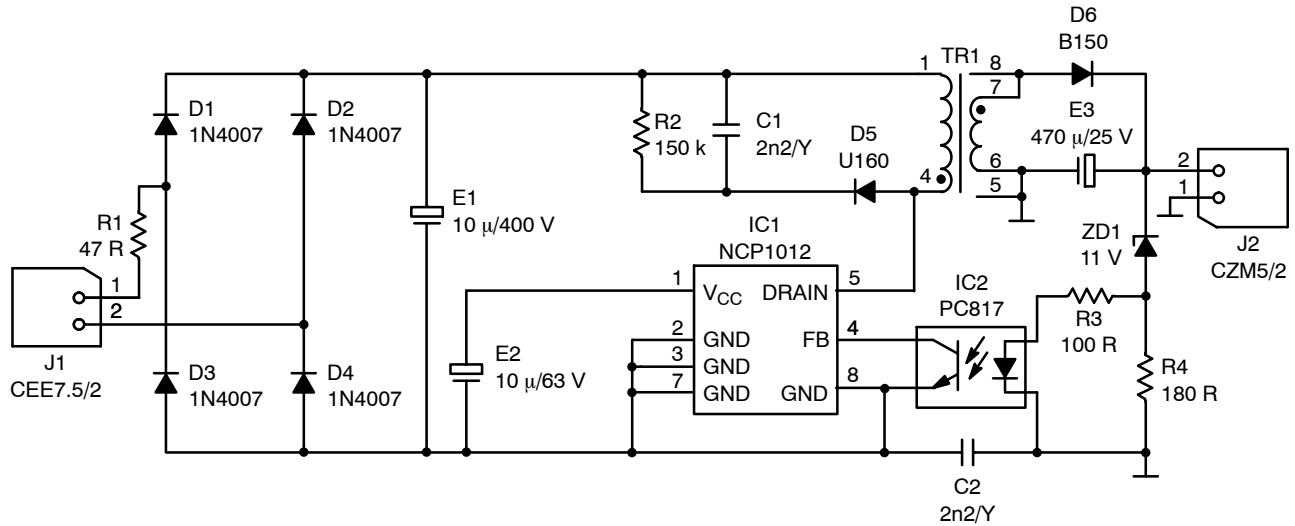 D6
B150
TR1
1
8
7
D1
1N4007
D2
1N4007
R2
150 k
C1
2n2/Y
D5
U160
E3
470 μ/25 V
4
6
5
2
1
R1
47 R
E1
10 μ/400 V
IC1
NCP1012
ZD1
11 V
J2
CZM5/2
1
2
J1
CEE7.5/2
1
VCC
DRAIN
5
IC2
PC817
R3
100 R
2
GND
FB
4
3
GND
7
GND
GND
8
E2
10 μ/63 V
D3
1N4007
D4
1N4007
R4
180 R
C2
2n2/Y